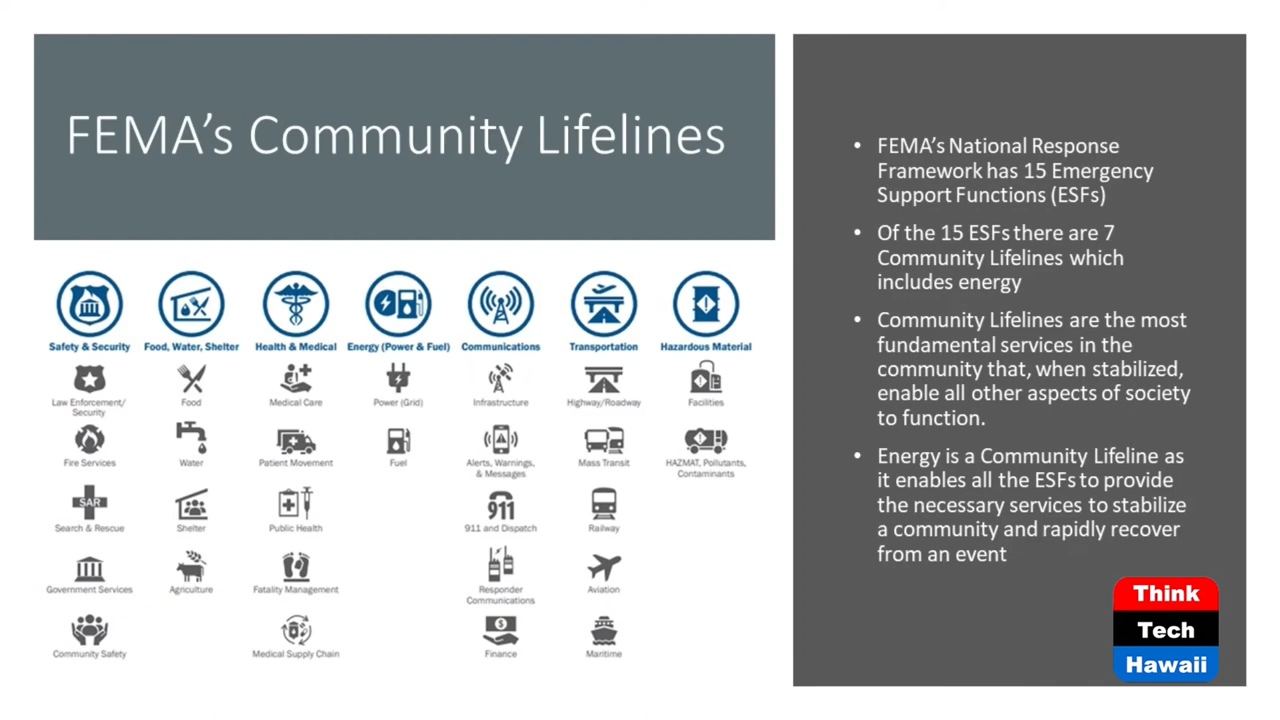 FEMA's Community Lifelines
Safety & Security
Food, Water, Shelter
Health & Medical
Energy (Power & Fuel)
Communications
Transportation
Hazardous Material
Law Enforcement/
Security
Food
Medical Care
Power (Grid)
Infrastructure
Highway/Roadway
Facilities
Fire Services
Water
Patient Movement
Fuel
Alerts, Warnings,
& Messages
Mass Transit
HAZMAT, Pollutants,
Contaminants
SAR
Search & Rescue
Shelter
Public Health
911
911 and Dispatch
Railway
Government Services
Agriculture
Fatality Management
Responder
Communications
Aviation
Community Safety
Medical Supply Chain
$
Finance
Maritime
• FEMA's National Response
Framework has 15 Emergency
Support Functions (ESFs)
• Of the 15 ESFs there are 7
Community Lifelines which
includes energy
• Community Lifelines are the most
fundamental services in the
community that, when stabilized,
enable all other aspects of society
to function.
• Energy is a Community Lifeline as
it enables all the ESFs to provide
the necessary services to stabilize
a community and rapidly recover
from an event
Think
Tech
Hawaii